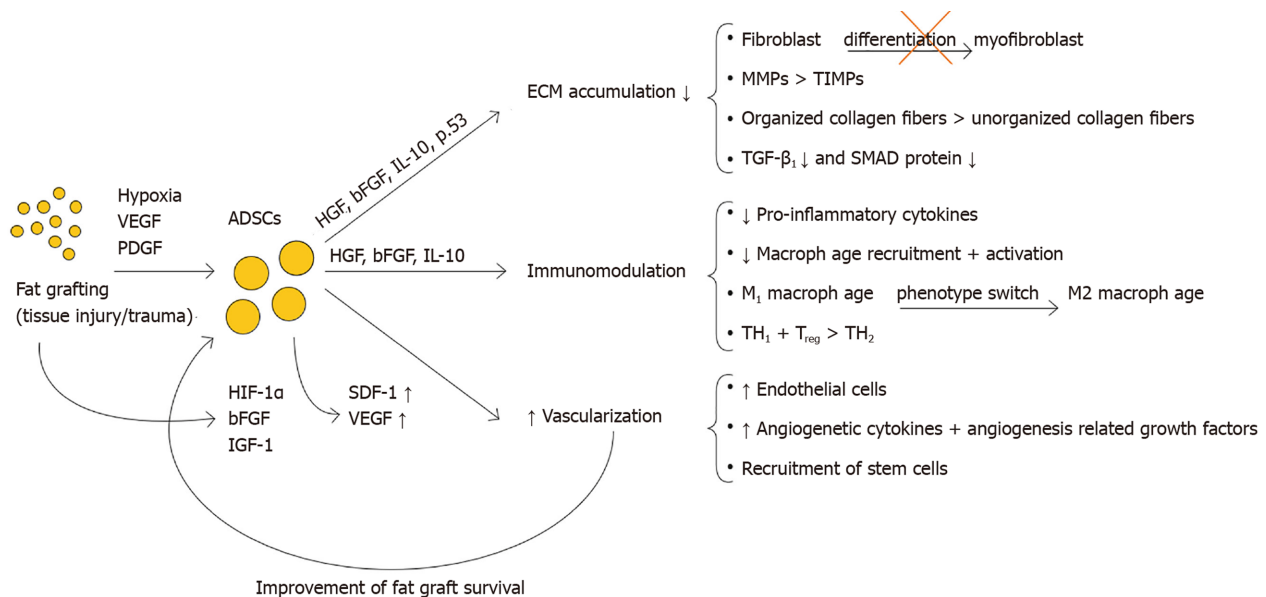 Fat grafting
(tissue injury/trauma)
Hypoxia
VEGF
PDGF
ADSCs
HIF-1α
bFGF
IGF-1
SDF-1 ↑
VEGF ↑
HGF, bFGF, IL-10, p.53
HGF, bFGF, IL-10
ECM accumulation ↓
• Fibroblast differentiation myofibroblast
• MMPs > TIMPs
• Organized collagen fibers > unorganized collagen fibers
• TGF-β₁ ↓ and SMAD protein ↓
Immunomodulation
• ↓ Pro-inflammatory cytokines
• ↓ Macroph age recruitment + activation
• M₁ macroph age phenotype switch M2 macroph age
• TH₁ + Treg > TH₂
↑ Vascularization
• ↑ Endothelial cells
• ↑ Angiogenetic cytokines + angiogenesis related growth factors
• Recruitment of stem cells
Improvement of fat graft survival